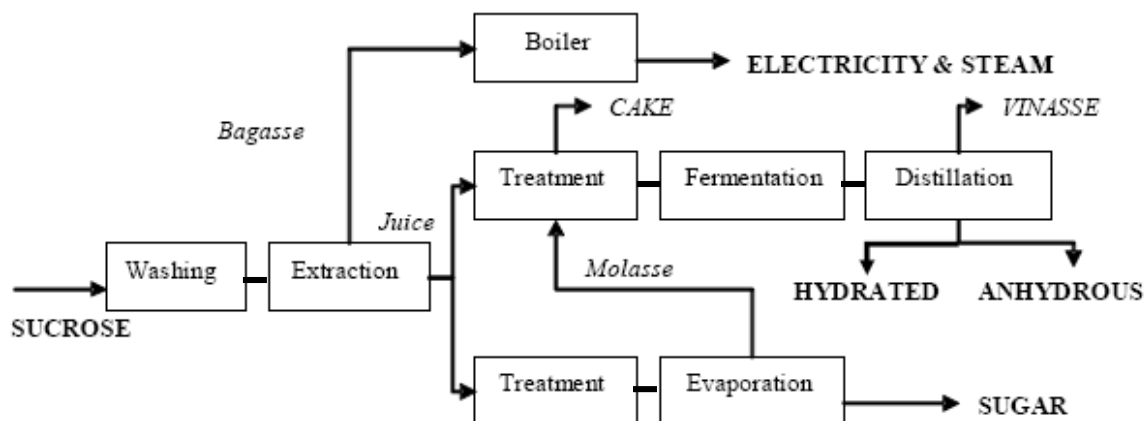 Boiler
ELECTRICITY & STEAM
CAKE
VINASSE
Bagasse
Treatment
Fermentation
Distillation
Juice
Washing
Extraction
Molasse
HYDRATED
ANHYDROUS
SUCROSE
Treatment
Evaporation
SUGAR